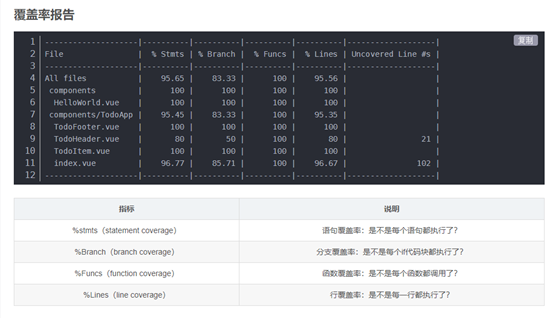 覆盖率报告
复制
1 -------------------|---------|----------|---------|---------|-------------------
2 File | % Stmts | % Branch | % Funcs | % Lines | Uncovered Line #s |
3 -------------------|---------|----------|---------|---------|-------------------|
4 All files | 95.65 | 83.33 | 100 | 95.56 | |
5 components | 100 | 100 | 100 | 100 | |
6 HelloWorld.vue | 100 | 100 | 100 | 100 | |
7 components/TodoApp | 95.45 | 83.33 | 100 | 95.35 | |
8 TodoFooter.vue | 100 | 100 | 100 | 100 | |
9 TodoHeader.vue | 80 | 50 | 100 | 80 | 21 |
10 TodoItem.vue | 100 | 100 | 100 | 100 | |
11 index.vue | 96.77 | 85.71 | 100 | 96.67 | 102 |
12 -------------------|---------|----------|---------|---------|-------------------|
指标 说明
%stmts（statement coverage） 语句覆盖率：是不是每个语句都执行了？
%Branch（branch coverage） 分支覆盖率：是不是每个if代码块都执行了？
%Funcs（function coverage） 函数覆盖率：是不是每个函数都调用了？
%Lines（line coverage） 行覆盖率：是不是每一行都执行了？